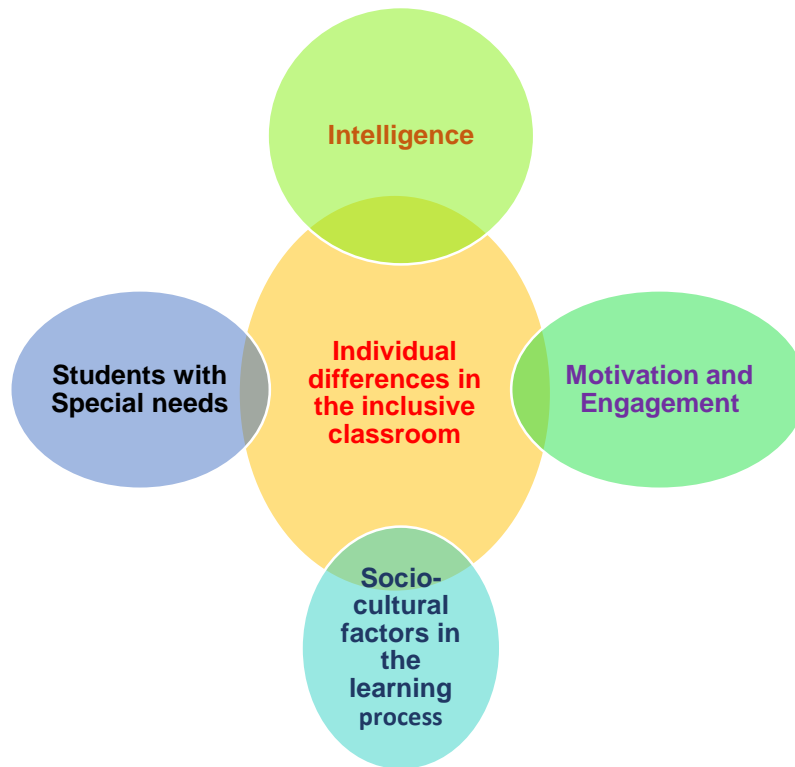 Intelligence
Students with
Special needs
Individual
differences in
the inclusive
classroom
Motivation and
Engagement
Socio-
cultural
factors in
the
learning
process